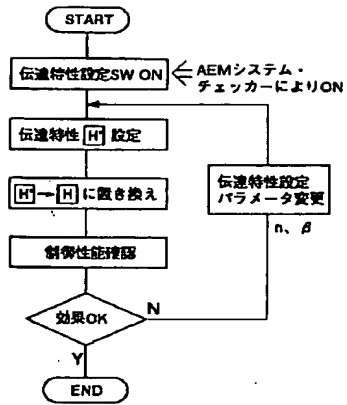 START
伝達特性設定SW ON
AEMシステム・
チェッカーによりON
伝達特性 H* 設定
H*→H に置き換え
伝達特性設定
パラメータ変更
n、β
制御性能確認
効果OK
N
Y
END